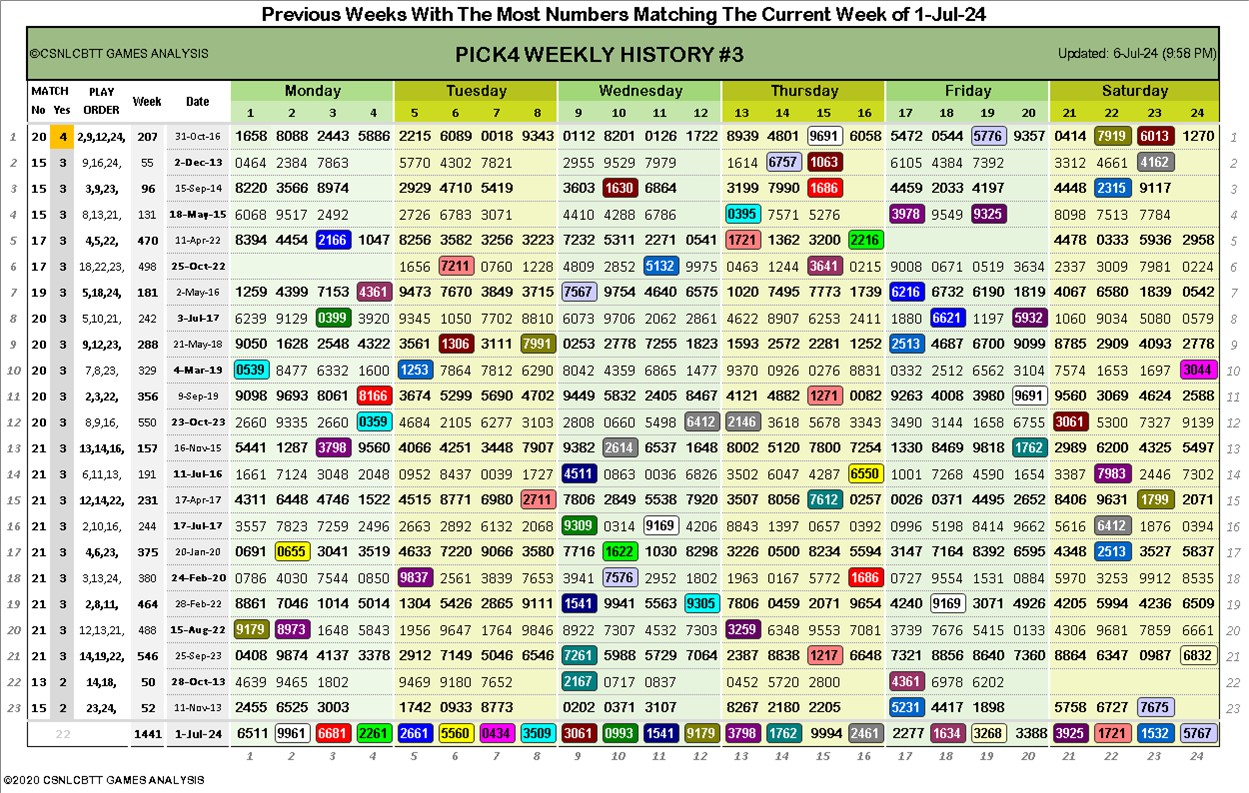 Previous Weeks With The Most Numbers Matching The Current Week of 1-Jul-24
©CSNLCBTT GAMES ANALYSIS PICK4 WEEKLY HISTORY #3 Updated: 6-Jul-24 (9:58 PM)
MATCH PLAY Week Date Monday Tuesday Wednesday Thursday Friday Saturday
No Yes ORDER 1 2 3 4 5 6 7 8 9 10 11 12 13 14 15 16 17 18 19 20 21 22 23 24
1 20 4 2,9,12,24, 207 31-Oct-16 1658 8088 2443 5886 2215 6089 0018 9343 0112 8201 0126 1722 8939 4801 9691 6058 5472 0544 5776 9357 0414 7919 6013 1270 1
2 15 3 9,16,24, 55 2-Dec-13 0464 2384 7863 5770 4302 7821 2955 9529 7979 1614 6757 1063 6105 4384 7392 3312 4661 4162 2
3 15 3 3,9,23, 96 15-Sep-14 8220 3566 8974 2929 4710 5419 3603 1630 6864 3199 7990 1686 4459 2033 4197 4448 2315 9117 3
4 15 3 8,13,21, 131 18-May-15 6068 9517 2492 2726 6783 3071 4410 4288 6786 0395 7571 5276 3978 9549 9325 8098 7513 7784 4
5 17 3 4,5,22, 470 11-Apr-22 8394 4454 2166 1047 8256 3582 3256 3223 7232 5311 2271 0541 1721 1362 3200 2216 4478 0333 5936 2958 5
6 17 3 18,22,23, 498 25-Oct-22 1656 7211 0760 1228 4809 2852 5132 9975 0463 1244 3641 0215 9008 0671 0519 3634 2337 3009 7981 0224 6
7 19 3 5,18,24, 181 2-May-16 1259 4399 7153 4361 9473 7670 3849 3715 7567 9754 4640 6575 1020 7495 7773 1739 6216 6732 6190 1819 4067 6580 1839 0542 7
8 20 3 5,10,21, 242 3-Jul-17 6239 9129 0399 3920 9345 1050 7702 8810 6073 9706 2062 2861 4622 8907 6253 2411 1880 6621 1197 5932 1060 9034 5080 0579 8
9 20 3 9,12,23, 288 21-May-18 9050 1628 2548 4322 3561 1306 3111 7991 0253 2778 7255 1823 1593 2572 2281 1252 2513 4687 6700 9099 8785 2909 4093 2778 9
10 20 3 7,8,23, 329 4-Mar-19 0539 8477 6332 1600 1253 7864 7812 6290 8042 4359 6865 1477 9370 0926 0276 8831 0332 2512 6562 3104 7574 1653 1697 3044 10
11 20 3 2,3,22, 356 9-Sep-19 9098 9693 8061 8166 3674 5299 5690 4702 9449 5832 2405 8467 4121 4882 1271 0082 9263 4008 3980 9691 9560 3069 4624 2588 11
12 20 3 8,9,16, 550 23-Oct-23 2660 9335 2660 0359 4684 2105 6277 3103 2808 0600 5498 6412 2146 3618 5678 3343 3490 3144 1658 6755 3061 5300 7327 9139 12
13 21 3 13,14,16, 157 16-Nov-15 5441 1287 3798 9560 4066 4251 3448 7907 9382 2614 6537 1648 8002 5120 7800 7254 1330 8469 9818 1762 2989 6200 4325 5497 13
14 21 3 6,11,13, 191 11-Jul-16 1661 7124 3048 2048 0952 8437 0039 1727 4511 0863 0036 6826 3502 6047 4287 6550 1001 7268 4590 1654 3387 7983 2446 7302 14
15 21 3 12,14,22, 231 17-Apr-17 4311 6448 4746 1522 4515 8771 6980 2711 7806 2849 5538 7920 3507 8056 7612 0257 0026 0371 4495 2652 8406 9631 1799 2071 15
16 21 3 2,10,16, 244 17-Jul-17 3557 7823 7259 2496 2663 2892 6132 2068 9309 0314 9169 4206 8843 1397 0657 0392 0996 5198 8414 9662 5616 6412 1876 0394 16
17 21 3 4,6,23, 375 20-Jan-20 0691 0655 3041 3519 4633 7220 9066 3580 7716 1622 1030 8298 3226 0500 8234 5594 3147 7164 8392 6595 4348 2513 3527 5837 17
18 21 3 3,13,24, 380 24-Feb-20 0786 4030 7544 0850 9837 2561 3839 7653 3941 7576 2952 1802 1963 0167 5772 1686 0727 9554 1531 0884 5970 3253 9912 8535 18
19 21 3 2,8,11, 464 28-Feb-22 8861 7046 1014 5014 1304 5426 2865 9111 1541 9941 5563 9305 7806 0459 2071 9654 4240 9169 3071 4926 4205 5994 4236 6509 19
20 21 3 12,13,21, 488 15-Aug-22 9179 8973 1648 5843 1956 9647 1764 9846 8922 7307 4532 7303 3259 6348 9553 7081 3739 7676 5415 0133 4306 9681 7859 6661 20
21 21 3 14,19,22, 546 25-Sep-23 0408 9874 4137 3378 2912 7149 5046 6546 7261 5988 5729 7064 2387 8838 1217 6648 7321 8856 8640 7360 8864 6347 0987 6832 21
22 13 2 14,18, 50 28-Oct-13 4639 9465 1802 9469 9180 7652 2167 0717 0837 0452 5720 2800 4361 6978 6202 22
23 15 2 23,24, 52 11-Nov-13 2455 6525 3003 1742 0933 8773 0202 0371 3107 8267 2180 2205 5231 4417 1898 5758 6727 7675 23
22 1441 1-Jul-24 6511 9961 6681 2261 2661 5560 0434 3509 3061 0993 1541 9179 3798 1762 9994 2461 2277 1634 3268 3388 3925 1721 1532 5767
1 2 3 4 5 6 7 8 9 10 11 12 13 14 15 16 17 18 19 20 21 22 23 24
©2020 CSNLCBTT GAMES ANALYSIS